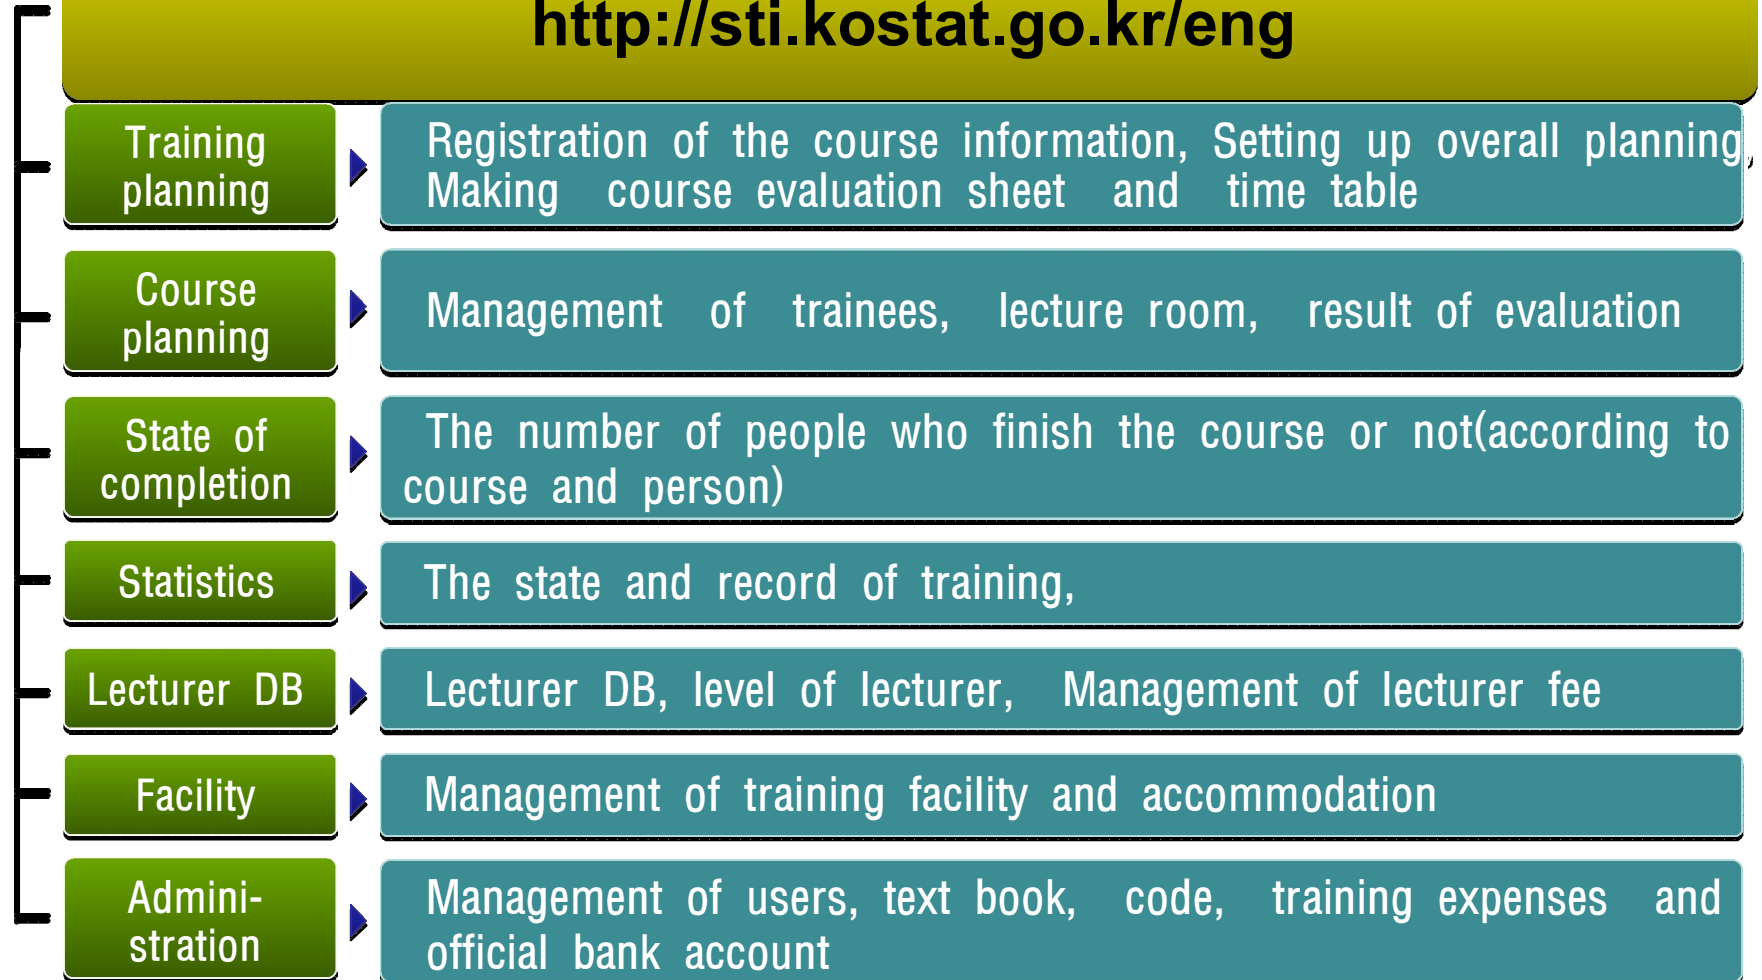 http://sti.kostat.go.kr/eng
Training
planning
Registration of the course information, Setting up overall planning,
Making course evaluation sheet and time table
Course
planning
Management of trainees, lecture room, result of evaluation
State of
completion
The number of people who finish the course or not(according to
course and person)
Statistics
The state and record of training,
Lecturer DB
Lecturer DB, level of lecturer, Management of lecturer fee
Facility
Management of training facility and accommodation
Admini-
stration
Management of users, text book, code, training expenses and
official bank account